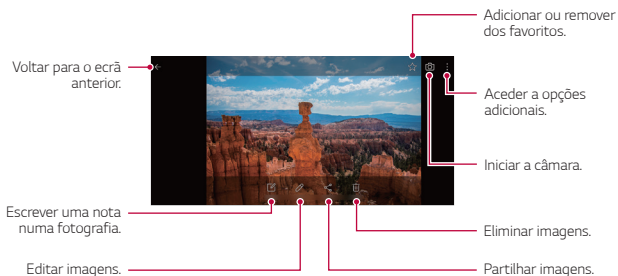 Adicionar ou remover
dos favoritos.
Voltar para o ecrã
anterior.
Aceder a opções
adicionais.
Iniciar a câmara.
Escrever uma nota
numa fotografia.
Eliminar imagens.
Editar imagens.
Partilhar imagens.